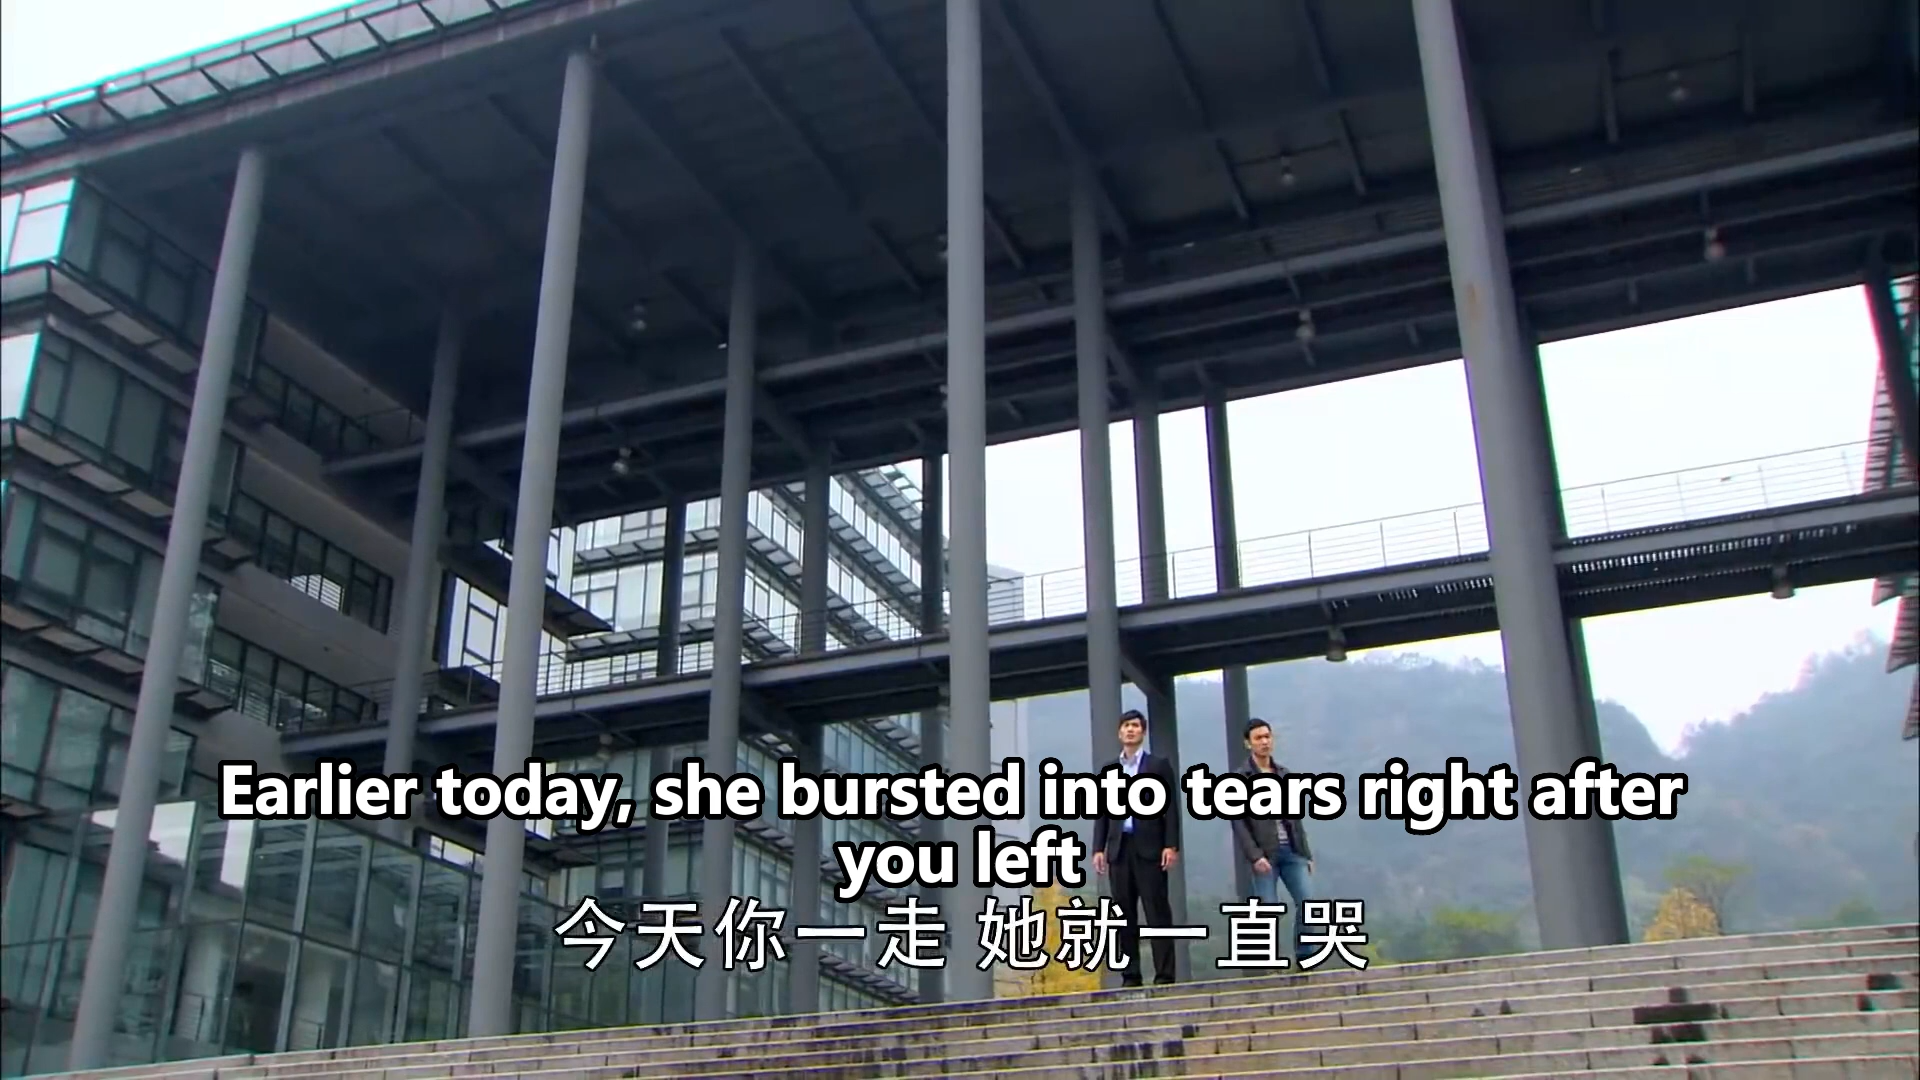 Earlier today, she bursted into tears right after
you left
今天你一走 她就一直哭